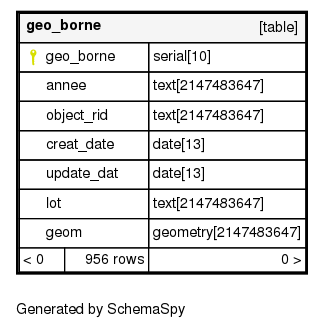 geo_borne [table]
geo_borne serial[10]
annee text[2147483647]
object_rid text[2147483647]
creat_date date[13]
update_dat date[13]
lot text[2147483647]
geom geometry[2147483647]
< 0 956 rows 0 >
Generated by SchemaSpy